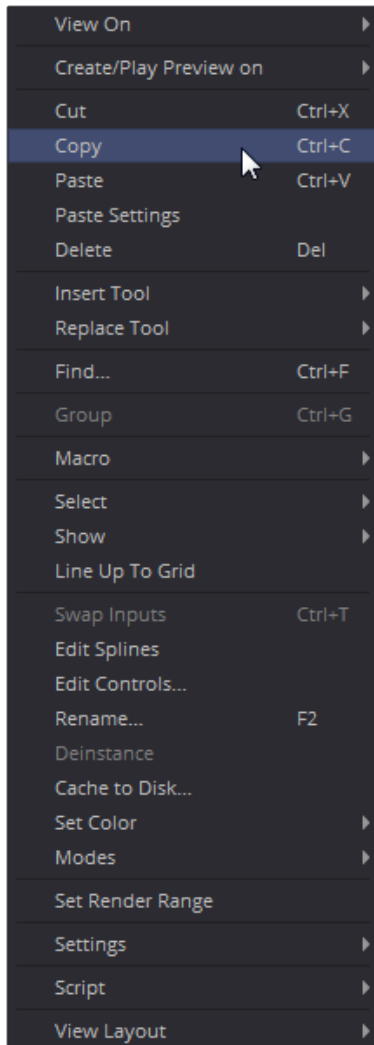 View On
Create/Play Preview on
Cut Ctrl+X
Copy Ctrl+C
Paste Ctrl+V
Paste Settings
Delete Del
Insert Tool
Replace Tool
Find... Ctrl+F
Group Ctrl+G
Macro
Select
Show
Line Up To Grid
Swap Inputs Ctrl+T
Edit Splines
Edit Controls...
Rename... F2
Deinstance
Cache to Disk...
Set Color
Modes
Set Render Range
Settings
Script
View Layout